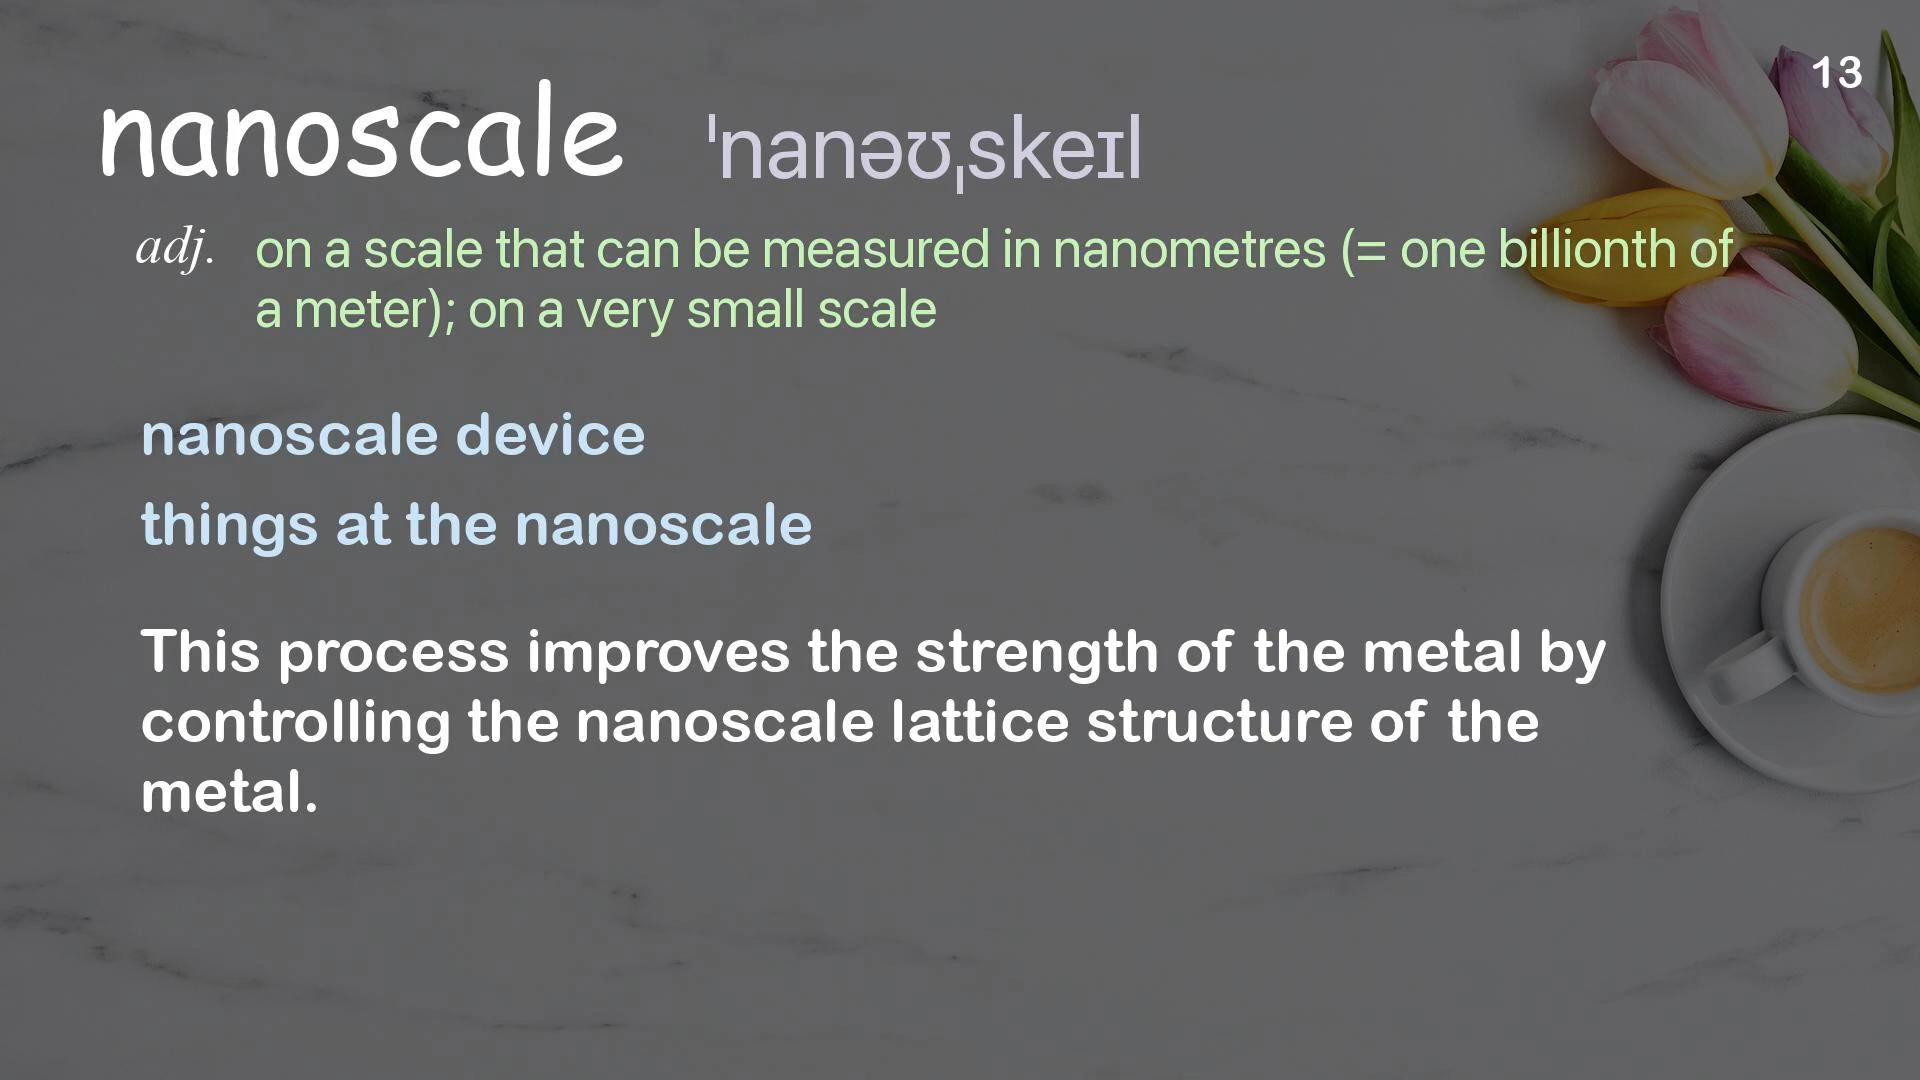 13
nanoscale ˈnanəʊˌskeɪl
adj. on a scale that can be measured in nanometres (= one billionth of
a meter); on a very small scale
nanoscale device
things at the nanoscale
This process improves the strength of the metal by
controlling the nanoscale lattice structure of the
metal.